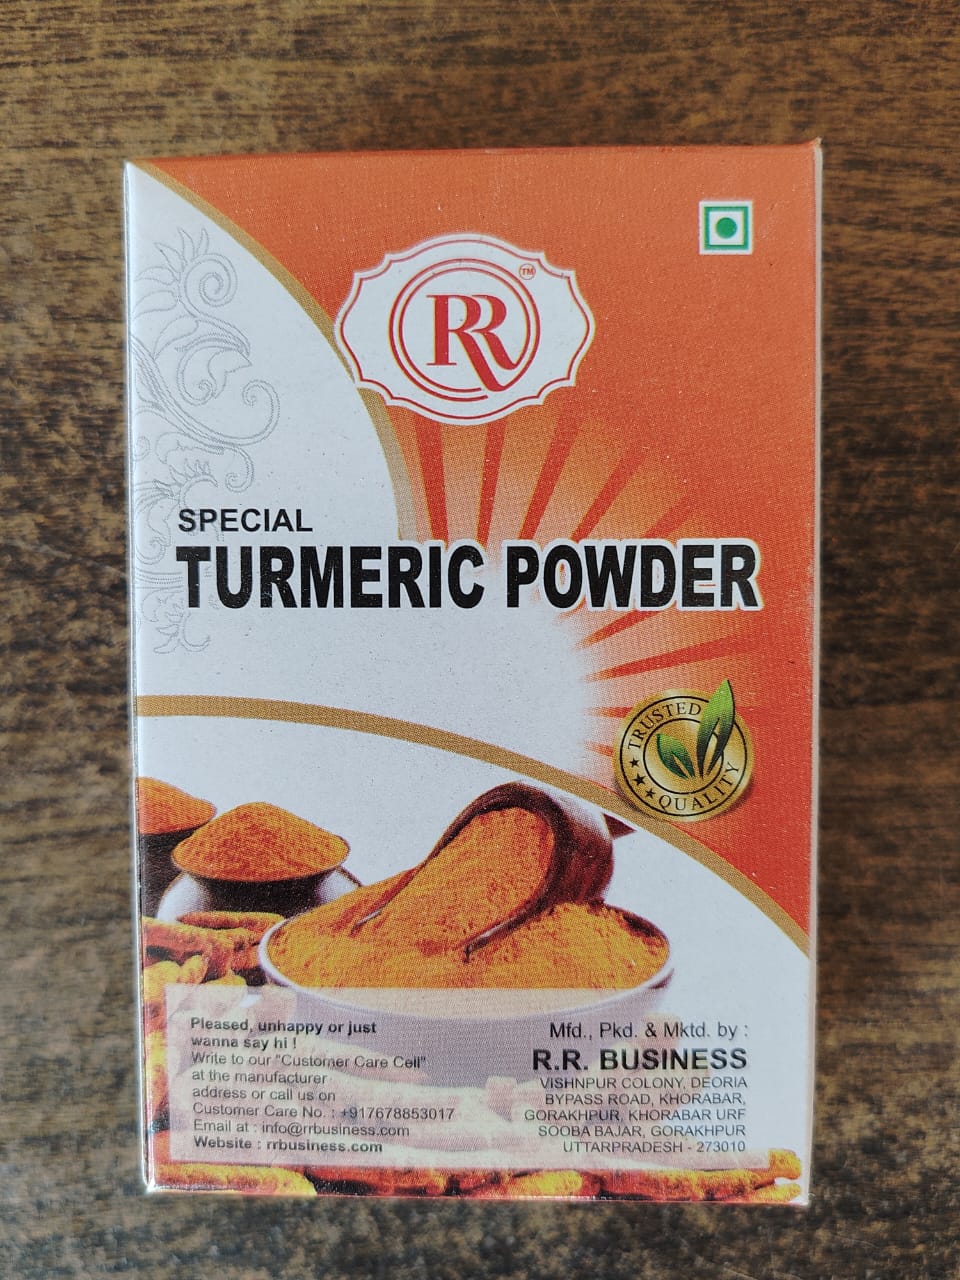 RR
TM
SPECIAL
TURMERIC POWDER
TRUSTED
QUALITY
Pleased, unhappy or just
wanna say hi !
Write to our "Customer Care Cell"
at the manufacturer
address or call us on
Customer Care No. : +917678853017
Email at : info@rrbusiness.com
Website : rrbusiness.com
Mfd., Pkd. & Mktd. by :
R.R. BUSINESS
VISHNPUR COLONY, DEORIA
BYPASS ROAD, KHORABAR,
GORAKHPUR, KHORABAR URF
SOOBA BAJAR, GORAKHPUR
UTTARPRADESH - 273010